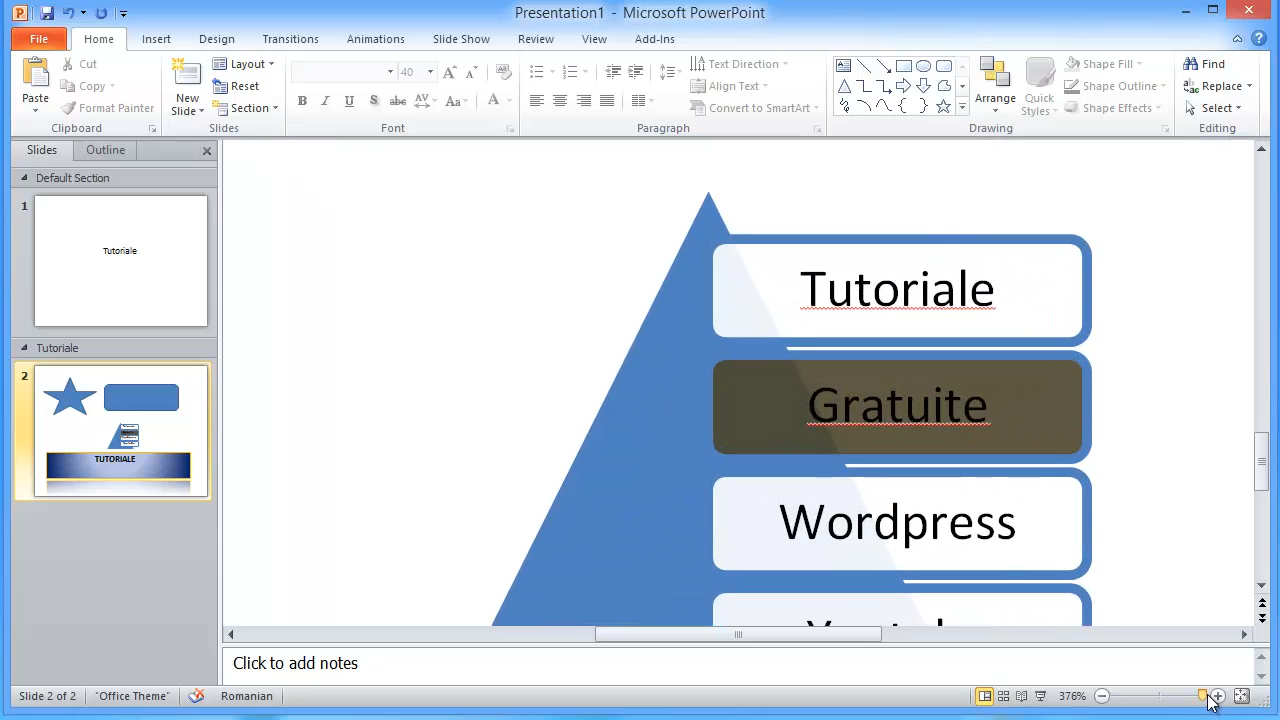 Presentation1 - Microsoft PowerPoint
File Home Insert Design Transitions Animations Slide Show Review View Add-Ins
Paste
Cut
Copy
Format Painter
Clipboard
New Slide
Layout
Reset
Section
Slides
40
B I U S abc AV Aa A
Font
Text Direction
Align Text
Convert to SmartArt
Paragraph
Arrange
Quick Styles
Shape Fill
Shape Outline
Shape Effects
Drawing
Find
Replace
Select
Editing
Slides Outline
Default Section
1
Tutoriale
Tutoriale
2
TUTORIALE
Tutoriale
Gratuite
Wordpress
Click to add notes
Slide 2 of 2 "Office Theme" Romanian 376%